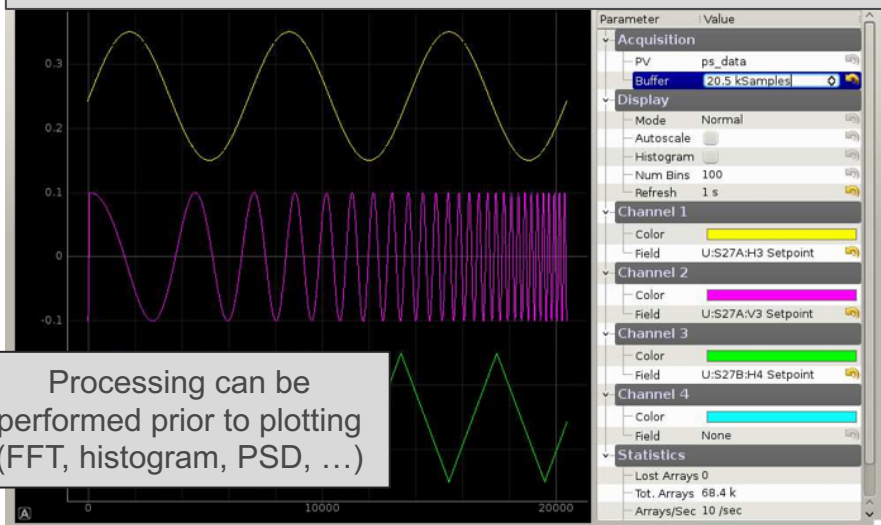 0.3
0.2
0.1
0
-0.1
0 10000 20000
A
Processing can be
performed prior to plotting
(FFT, histogram, PSD, …)
Parameter Value
Acquisition
PV ps_data
Buffer 20.5 kSamples
Display
Mode Normal
Autoscale
Histogram
Num Bins 100
Refresh 1 s
Channel 1
Color
Field U:S27A:H3 Setpoint
Channel 2
Color
Field U:S27A:V3 Setpoint
Channel 3
Color
Field U:S27B:H4 Setpoint
Channel 4
Color
Field None
Statistics
Lost Arrays 0
Tot. Arrays 68.4 k
Arrays/Sec 10 /sec